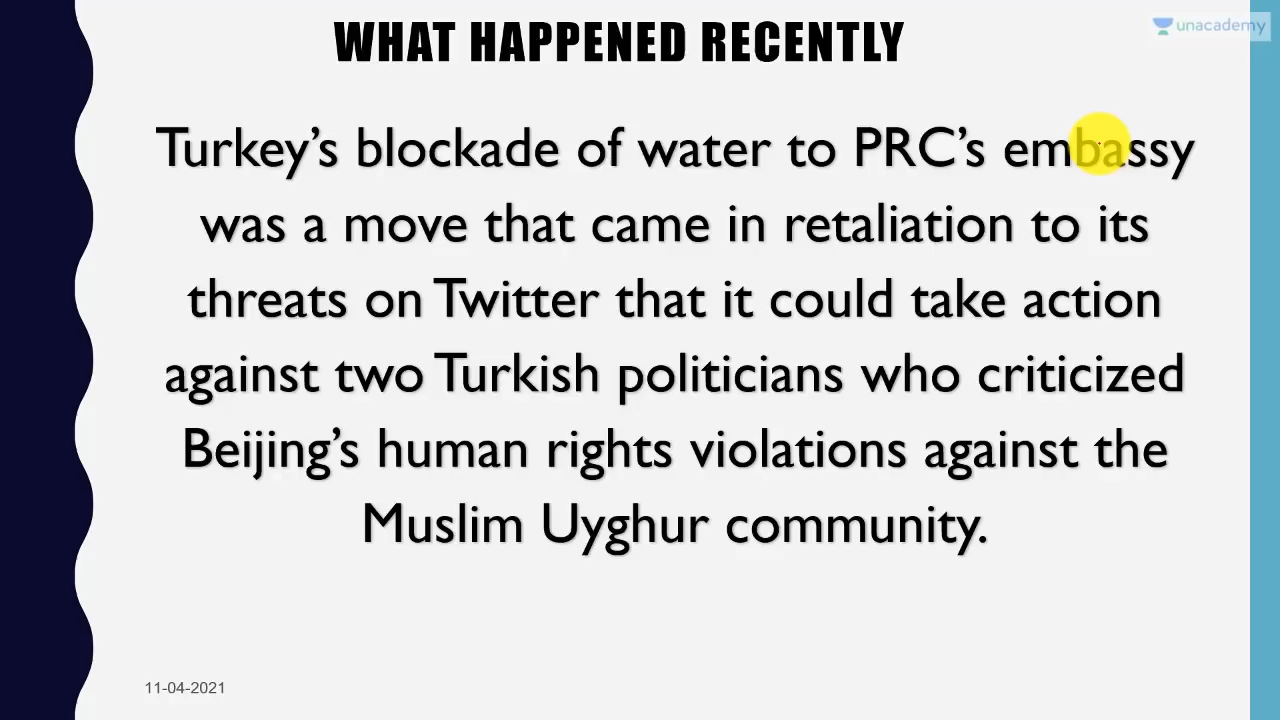 WHAT HAPPENED RECENTLY
unacademy
Turkey's blockade of water to PRC's embassy
was a move that came in retaliation to its
threats on Twitter that it could take action
against two Turkish politicians who criticized
Beijing's human rights violations against the
Muslim Uyghur community.
11-04-2021